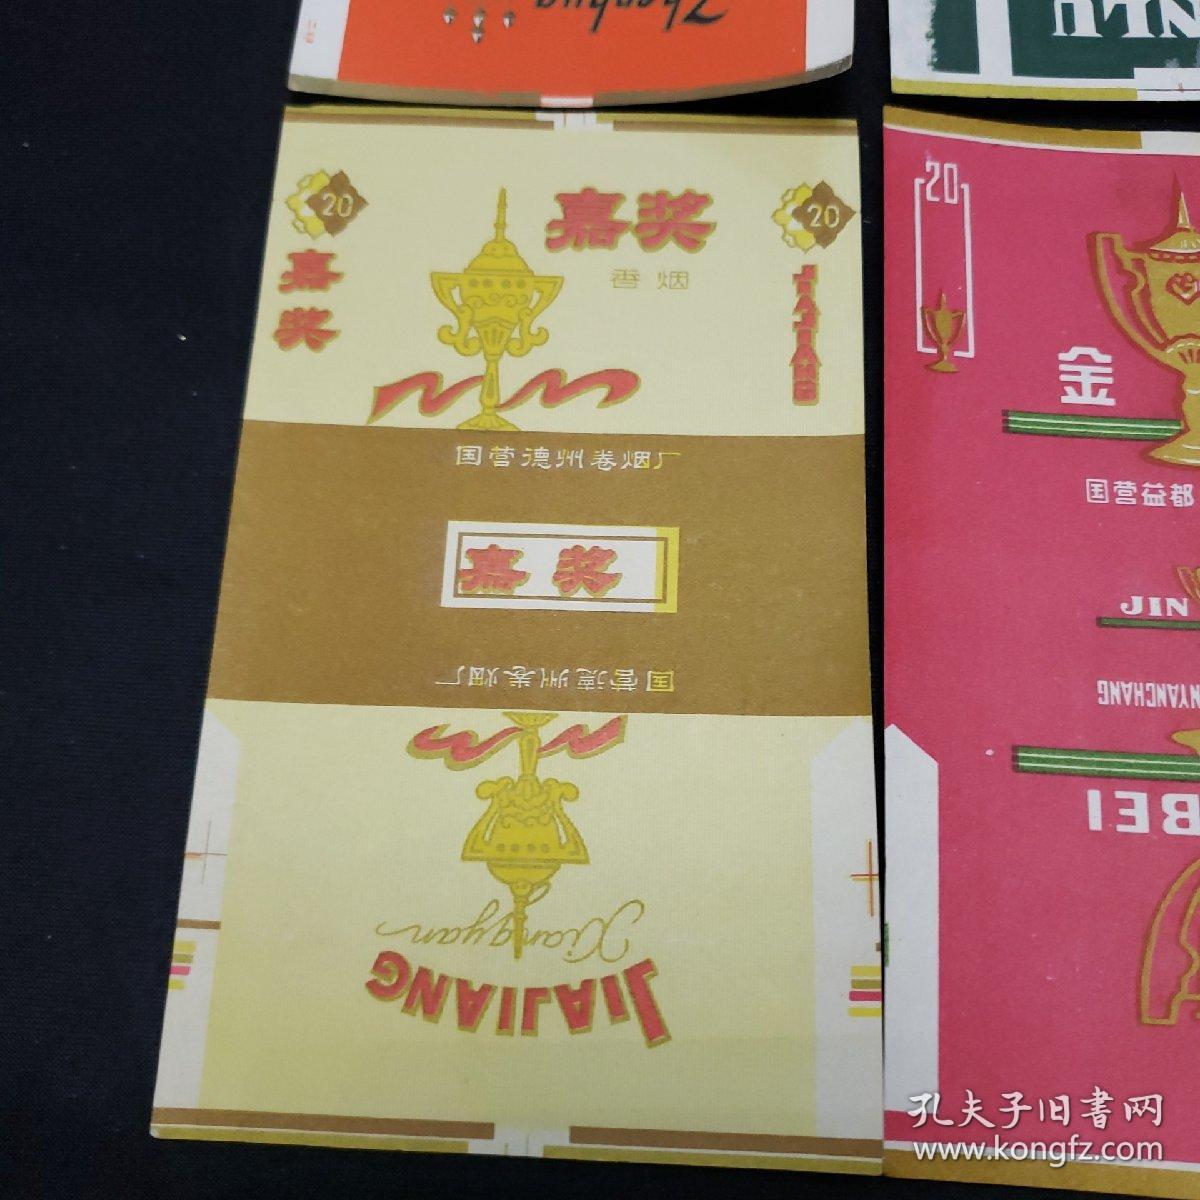 Zhenhua
NLU
20
嘉奖
20
嘉奖
香烟
JIAJIANG
国营德州卷烟厂
嘉奖
国营德州卷烟厂
Xiangyan
JIAJIANG
20
金
国营益都
JIN
NYANCHANG
BEI
孔夫子旧书网
www.kongfz.com